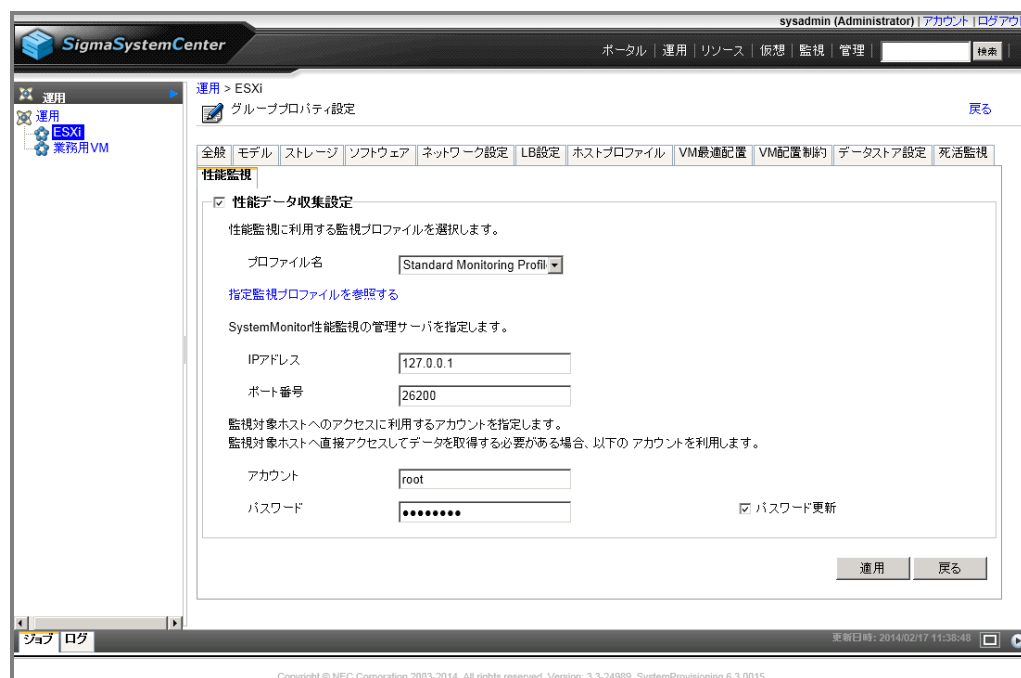 sysadmin (Administrator) | アカウント | ログアウ
SigmaSystemCenter
ポータル | 運用 | リソース | 仮想 | 監視 | 管理 | 検索
運用
運用
ESXi
業務用VM
運用 > ESXi
グループプロパティ設定
戻る
全般 モデル ストレージ ソフトウェア ネットワーク設定 LB設定 ホストプロファイル VM最適配置 VM配置制約 データストア設定 死活監視
性能監視
性能データ収集設定
性能監視に利用する監視プロファイルを選択します。
プロファイル名 Standard Monitoring Profil
指定監視プロファイルを参照する
SystemMonitor性能監視の管理サーバを指定します。
IPアドレス 127.0.0.1
ポート番号 26200
監視対象ホストへのアクセスに利用するアカウントを指定します。
監視対象ホストへ直接アクセスしてデータを取得する必要がある場合、以下の アカウントを利用します。
アカウント root
パスワード ●●●●●●●● パスワード更新
適用 戻る
ジョブ ログ
更新日時: 2014/02/17 11:38:48
Copyright © NEC Corporation 2003-2014. All rights reserved. Version: 3.3-24989, SystemProvisioning 6.3.0015